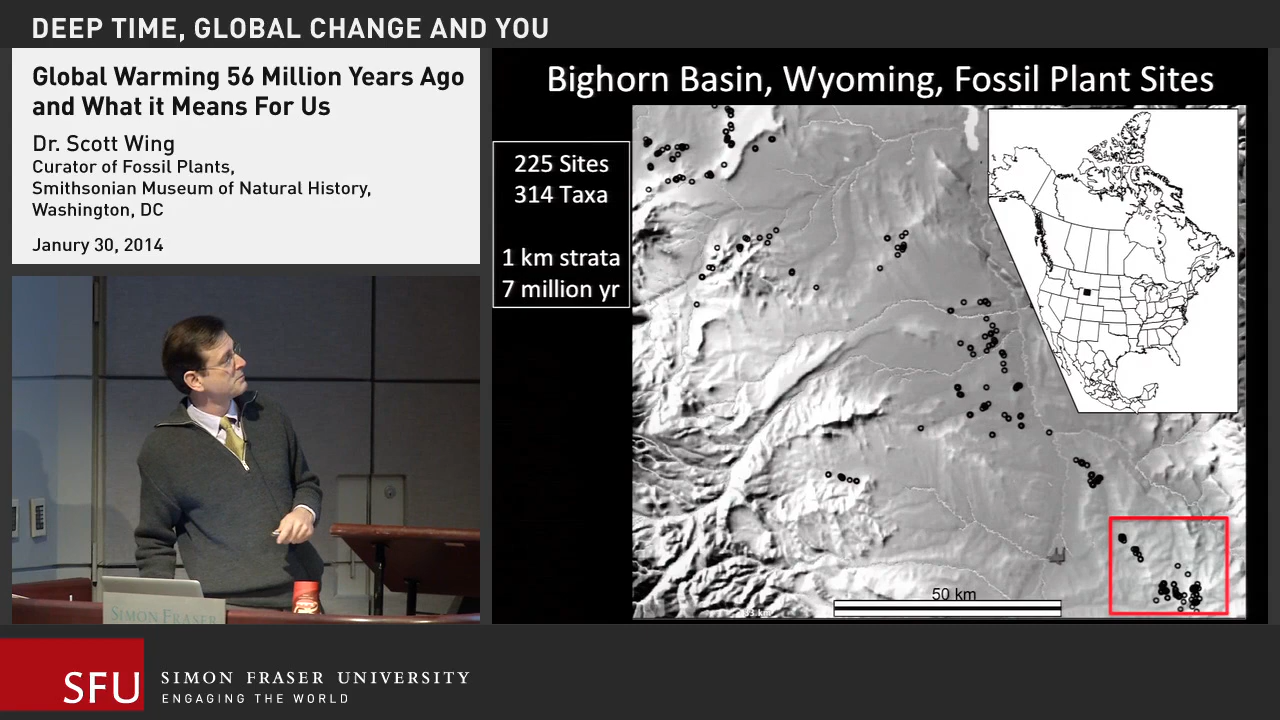 DEEP TIME, GLOBAL CHANGE AND YOU
Global Warming 56 Million Years Ago
and What it Means For Us
Dr. Scott Wing
Curator of Fossil Plants,
Smithsonian Museum of Natural History,
Washington, DC
Janury 30, 2014
Bighorn Basin, Wyoming, Fossil Plant Sites
225 Sites
314 Taxa
1 km strata
7 million yr
50 km
SIMON FRASER
SFU
SIMON FRASER UNIVERSITY
ENGAGING THE WORLD